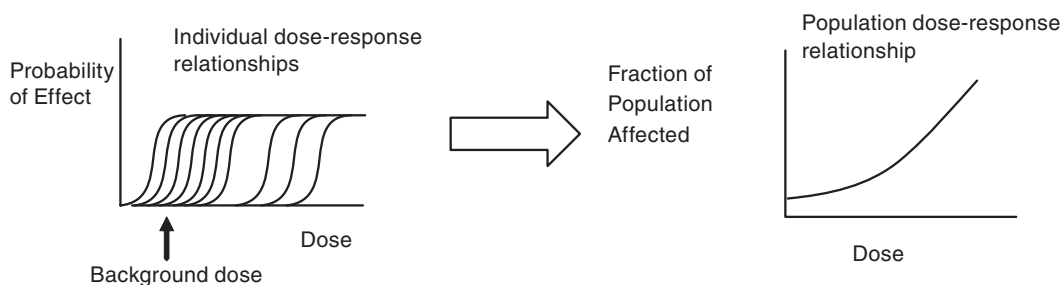 Individual dose-response
relationships
Probability
of Effect
Dose
Background dose
Fraction of
Population
Affected
Population dose-response
relationship
Dose